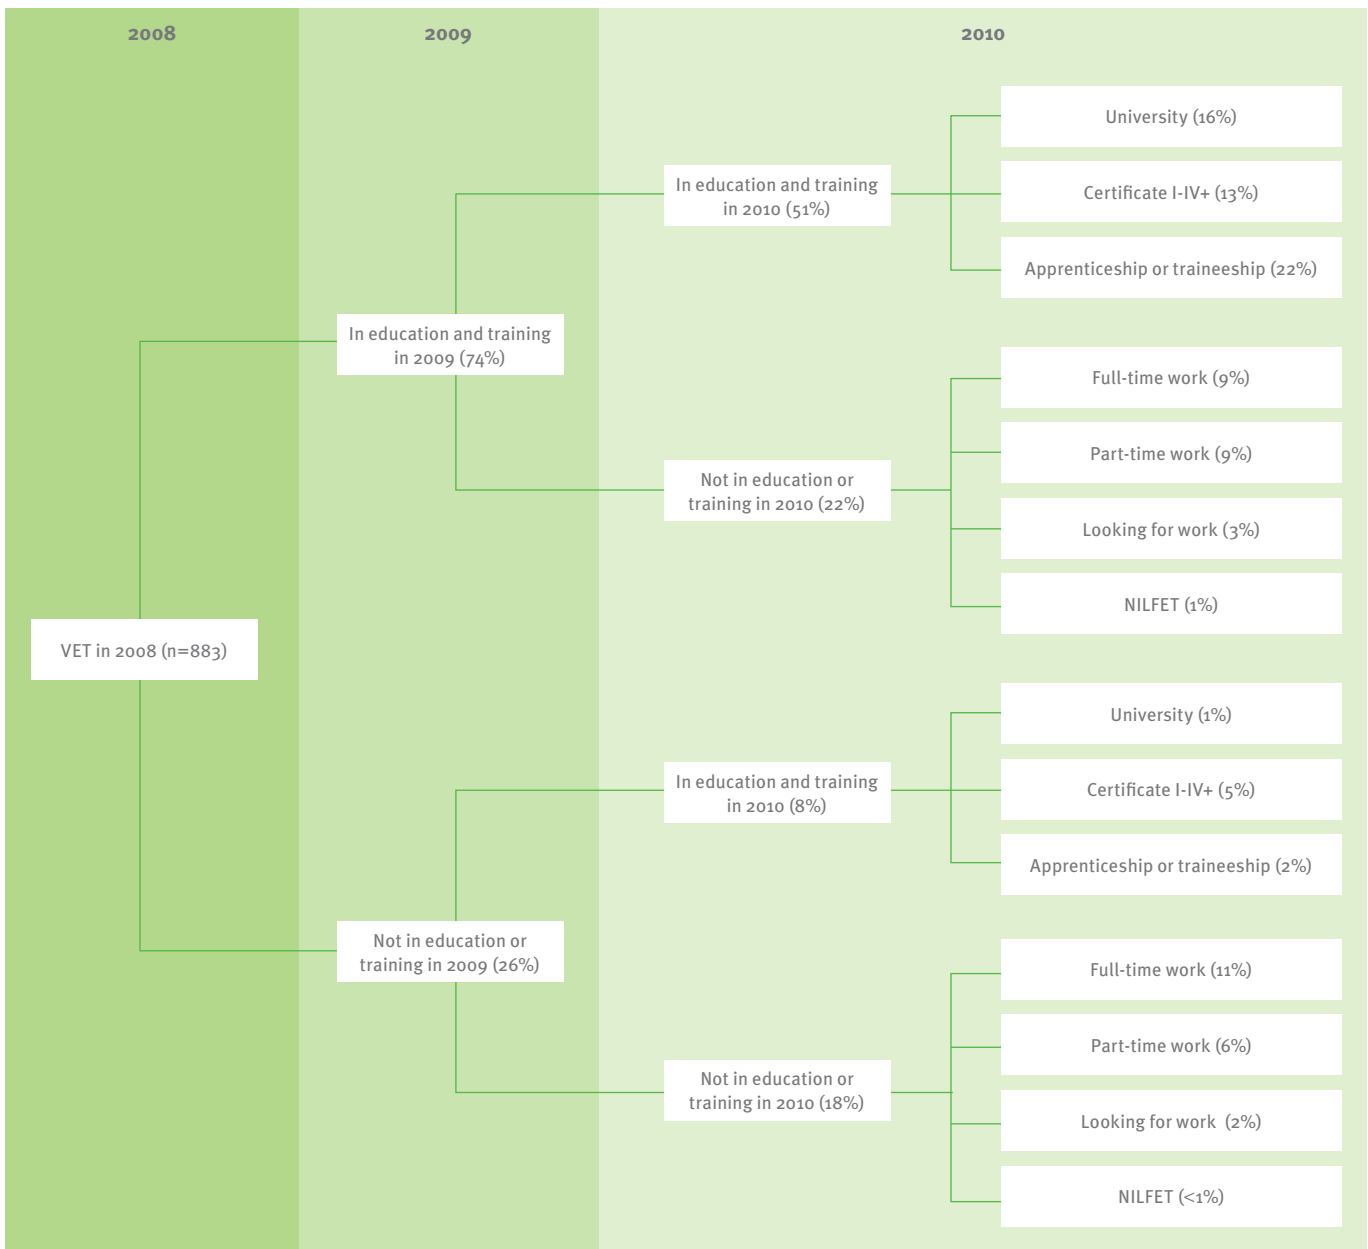 2008
2009
2010
University (16%)
In education and training
in 2010 (51%)
Certificate I-IV+ (13%)
Apprenticeship or traineeship (22%)
In education and training
in 2009 (74%)
Full-time work (9%)
Part-time work (9%)
Not in education or
training in 2010 (22%)
Looking for work (3%)
NILFET (1%)
VET in 2008 (n=883)
University (1%)
In education and training
in 2010 (8%)
Certificate I-IV+ (5%)
Apprenticeship or traineeship (2%)
Not in education or
training in 2009 (26%)
Full-time work (11%)
Part-time work (6%)
Not in education or
training in 2010 (18%)
Looking for work (2%)
NILFET (<1%)